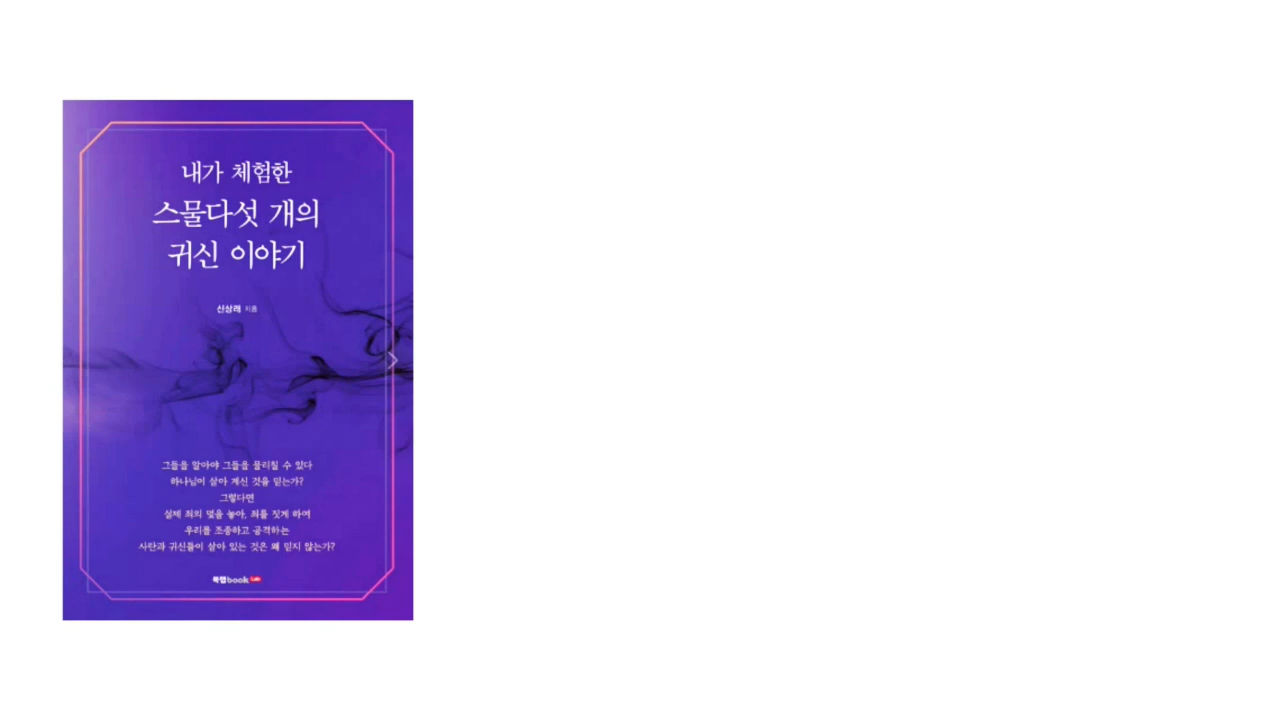 내가 체험한
스물다섯 개의
귀신 이야기
신상래 지음
그들을 알아야 그들을 물리칠 수 있다
하나님이 살아 계신 것을 믿는가?
그렇다면
실제 죄의 덫을 놓아, 죄를 짓게 하여
우리를 조종하고 공격하는
사탄과 귀신들이 살아 있는 것은 왜 믿지 않는가?
북랩book Lab